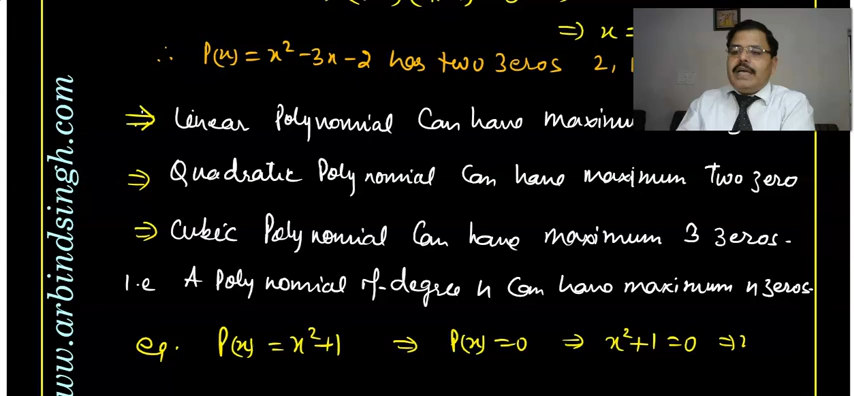 ⇒ x =
∴ P(x) = x² - 3x - 2 has two zeros 2,
⇒ Linear Polynomial Can have maximum
⇒ Quadratic Polynomial Can have maximum Two zero
⇒ Cubic Polynomial Can have maximum 3 zeros.
i.e A Polynomial of degree n Can have maximum n zeros.
eg. P(x) = x² + 1 ⇒ P(x) = 0 ⇒ x² + 1 = 0 ⇒
www.arbindsingh.com